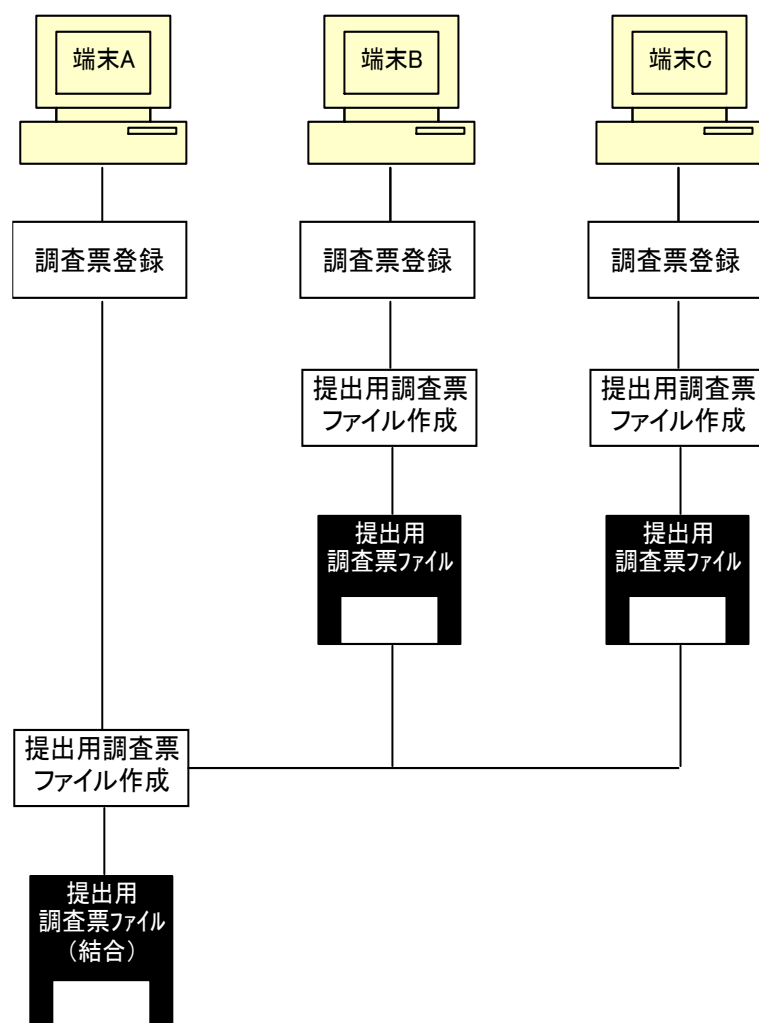 端末A
端末B
端末C
調査票登録
調査票登録
調査票登録
提出用調査票
ファイル作成
提出用調査票
ファイル作成
提出用
調査票ファイル
提出用
調査票ファイル
提出用調査票
ファイル作成
提出用
調査票ファイル
（結合）